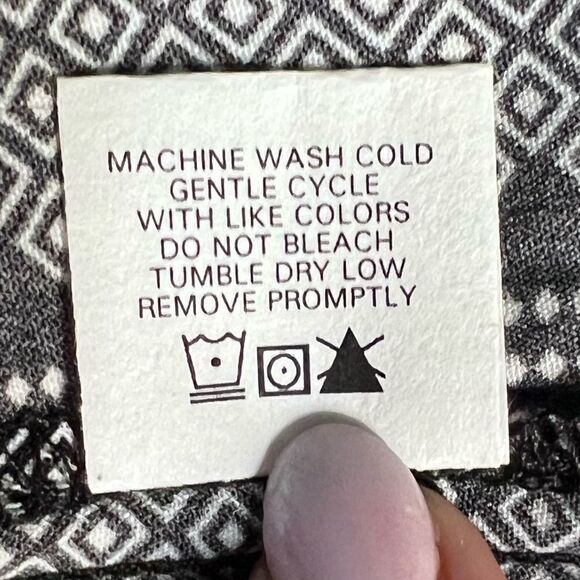 MACHINE WASH COLD
GENTLE CYCLE
WITH LIKE COLORS
DO NOT BLEACH
TUMBLE DRY LOW
REMOVE PROMPTLY